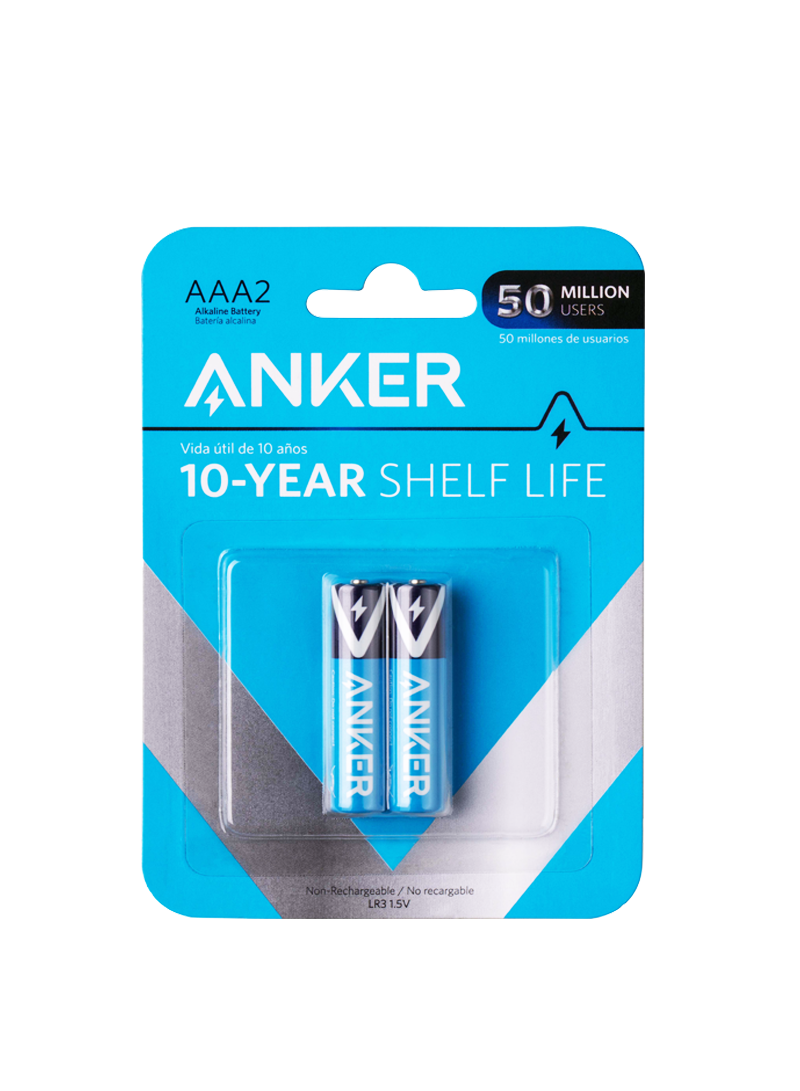 AAA2
Alkaline Battery
Batería alcalina
50 MILLION
USERS
50 millones de usuarios
ANKER
Vida útil de 10 años
10-YEAR SHELF LIFE
ANKER
ANKER
Non-Rechargeable / No recargable
LR3 1.5V